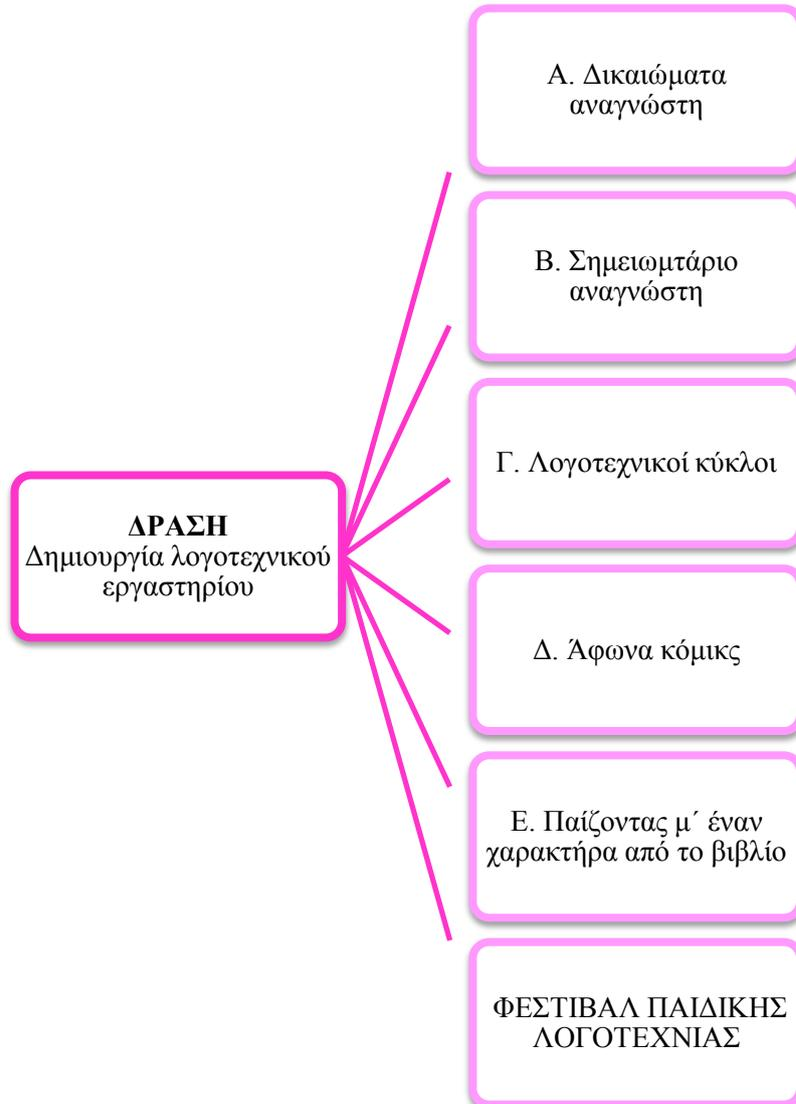 Α. Δικαιώματα
αναγνώστη
Β. Σημειωμτάριο
αναγνώστη
Γ. Λογοτεχνικοί κύκλοι
ΔΡΑΣΗ
Δημιουργία λογοτεχνικού
εργαστηρίου
Δ. Άφωνα κόμικς
Ε. Παίζοντας μ΄ έναν
χαρακτήρα από το βιβλίο
ΦΕΣΤΙΒΑΛ ΠΑΙΔΙΚΗΣ
ΛΟΓΟΤΕΧΝΙΑΣ